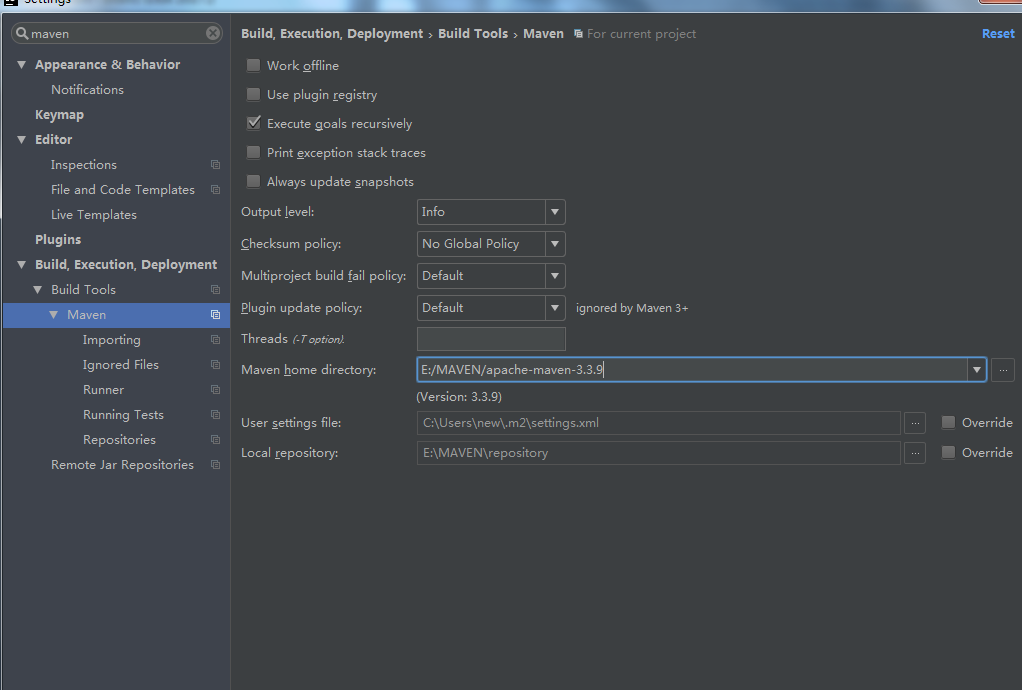 Settings
maven
Appearance & Behavior
Notifications
Keymap
Editor
Inspections
File and Code Templates
Live Templates
Plugins
Build, Execution, Deployment
Build Tools
Maven
Importing
Ignored Files
Runner
Running Tests
Repositories
Remote Jar Repositories
Build, Execution, Deployment › Build Tools › Maven For current project Reset
Work offline
Use plugin registry
Execute goals recursively
Print exception stack traces
Always update snapshots
Output level: Info
Checksum policy: No Global Policy
Multiproject build fail policy: Default
Plugin update policy: Default ignored by Maven 3+
Threads (-T option).
Maven home directory: E:/MAVEN/apache-maven-3.3.9 ...
(Version: 3.3.9)
User settings file: C:\Users\new\.m2\settings.xml ... Override
Local repository: E:\MAVEN\repository ... Override